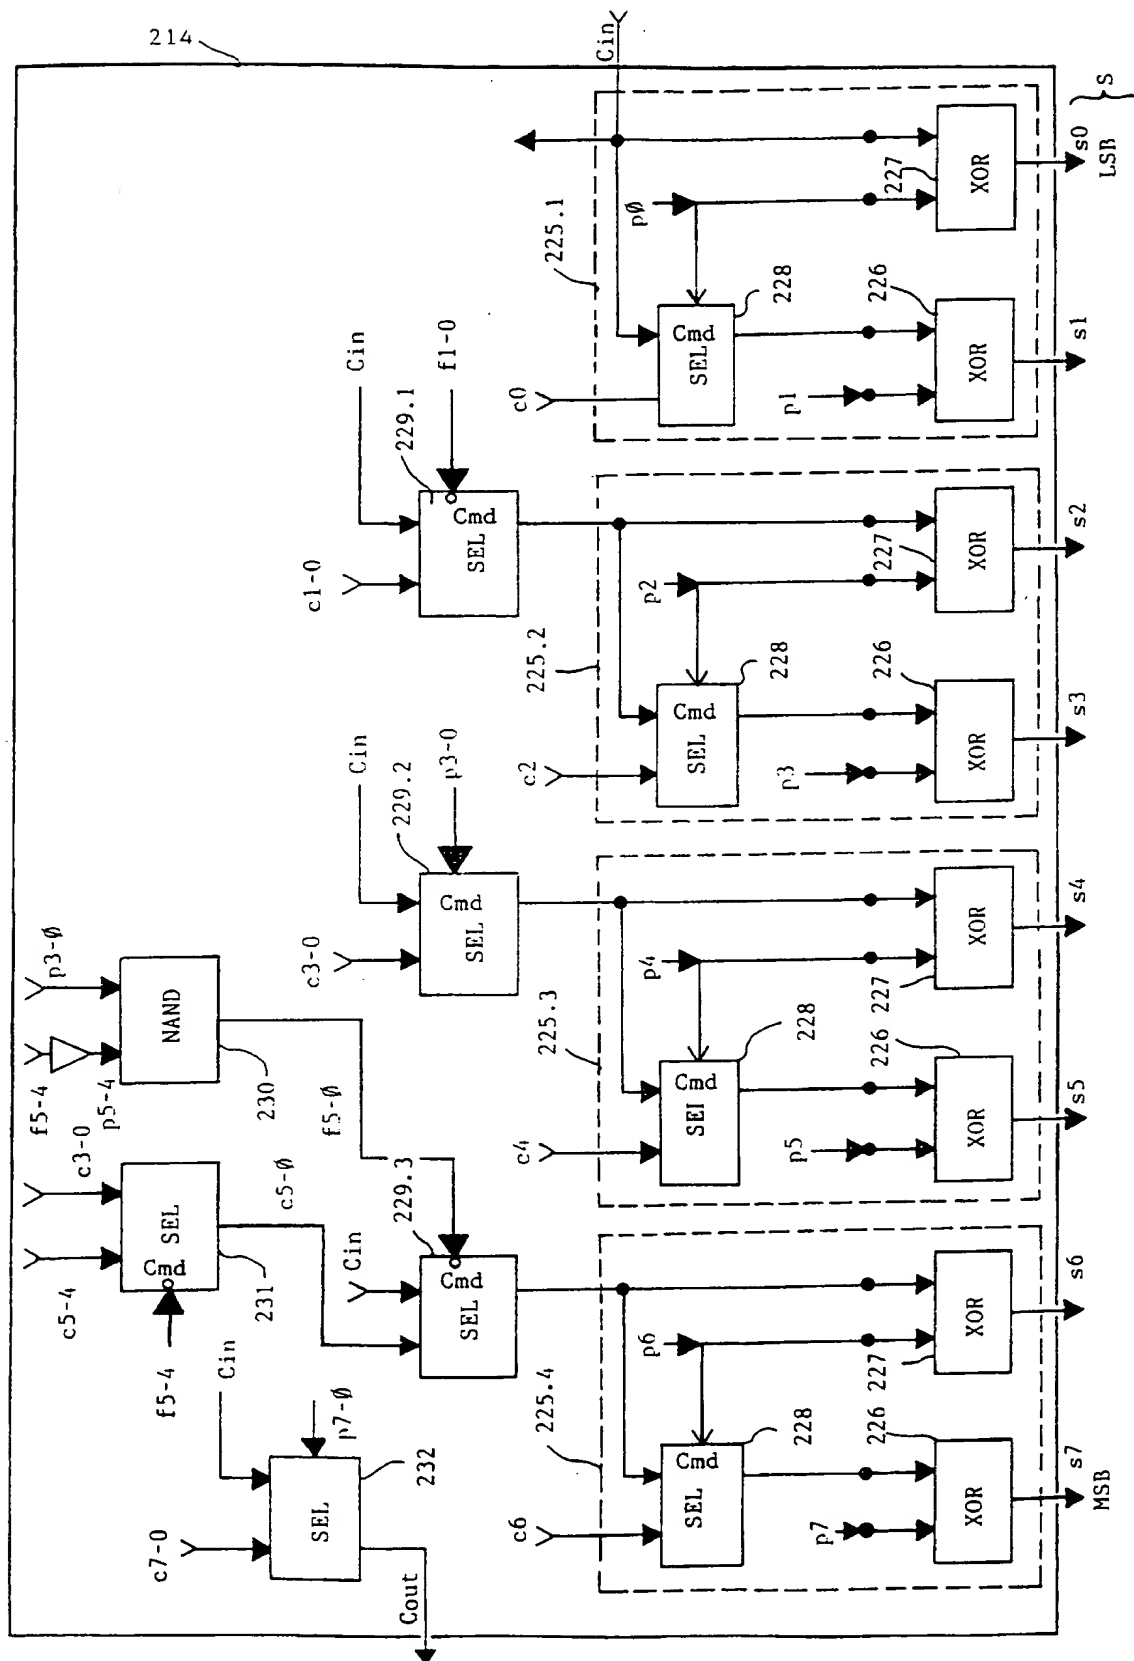 214
f5-4
p3-Ø
p5-4
NAND
230
f5-Ø
c5-4
c3-0
Cmd
SEL
f5-4
231
c5-Ø
c7-0
Cin
SEL
p7-Ø
232
Cout
Cin
229.3
Cmd
SEL
c3-0
Cin
229.2
p3-0
Cmd
SEL
c1-0
Cin
229.1
f1-0
Cmd
SEL
Cin
225.4
c6
p6
Cmd
SEL
228
p7
226
227
XOR
XOR
s7
MSB
s6
225.3
c4
p4
Cmd
SEI
228
p5
226
227
XOR
XOR
s5
s4
225.2
c2
p2
Cmd
SEL
228
p3
226
227
XOR
XOR
s3
s2
225.1
c0
pØ
Cmd
SEL
228
p1
226
227
XOR
XOR
s1
s0
LSB
S